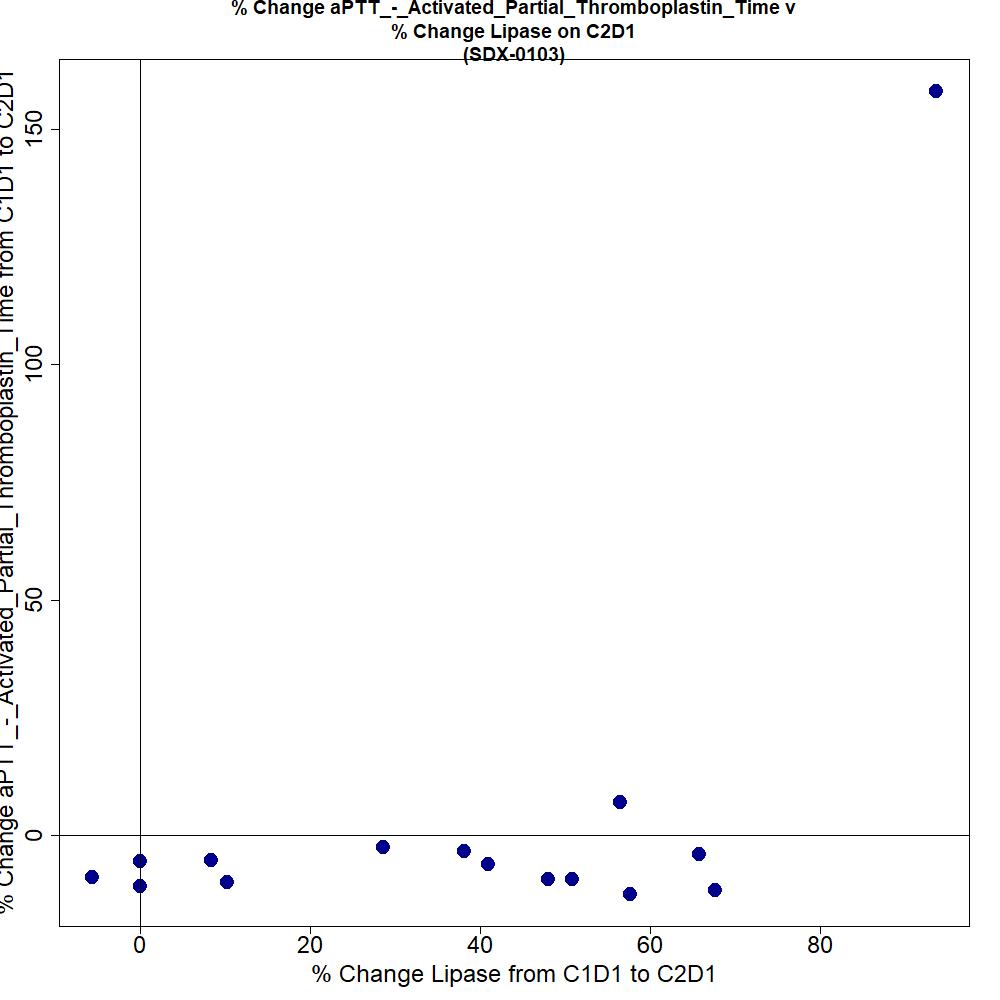 % Change aPTT_-_Activated_Partial_Thromboplastin_Time v
% Change Lipase on C2D1
(SDX-0103)
% Change aPTT_-_Activated_Partial_Thromboplastin_Time from C1D1 to C2D1
150
100
50
0
0 20 40 60 80
% Change Lipase from C1D1 to C2D1